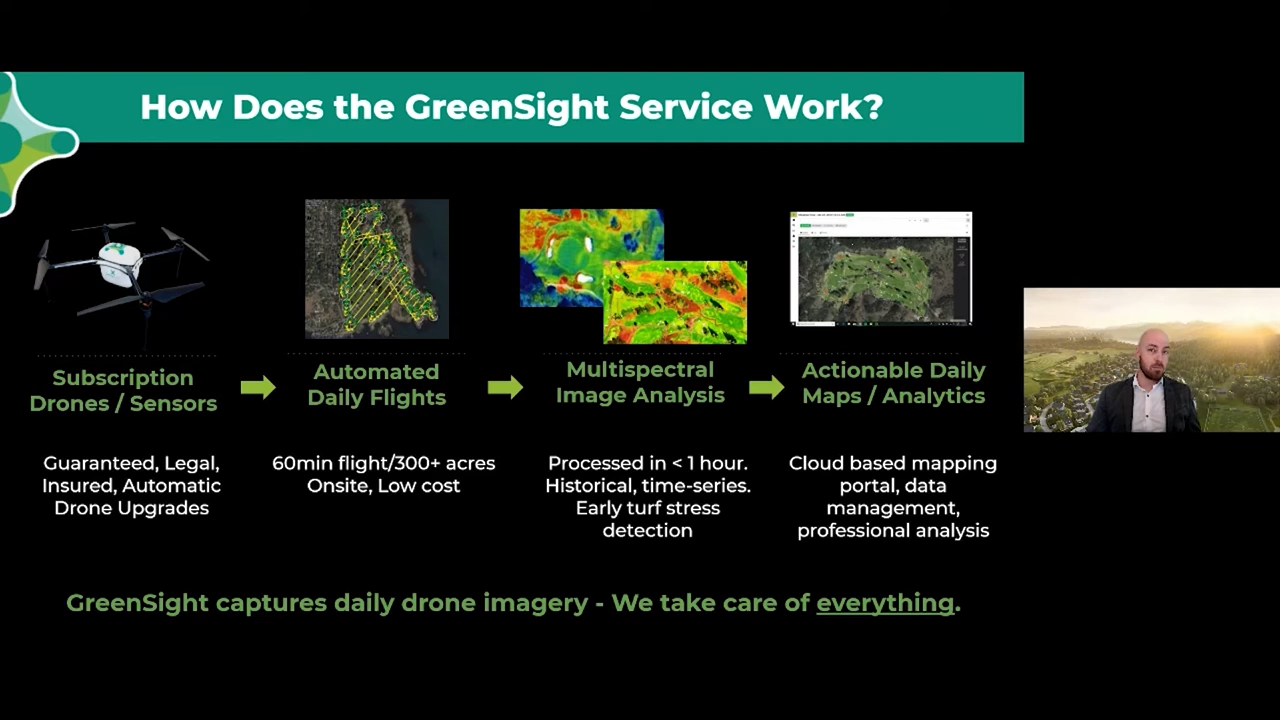 How Does the GreenSight Service Work?
Subscription
Drones / Sensors
Automated
Daily Flights
Multispectral
Image Analysis
Actionable Daily
Maps / Analytics
Guaranteed, Legal,
Insured, Automatic
Drone Upgrades
60min flight/300+ acres
Onsite, Low cost
Processed in < 1 hour.
Historical, time-series.
Early turf stress
detection
Cloud based mapping
portal, data
management,
professional analysis
GreenSight captures daily drone imagery - We take care of everything.